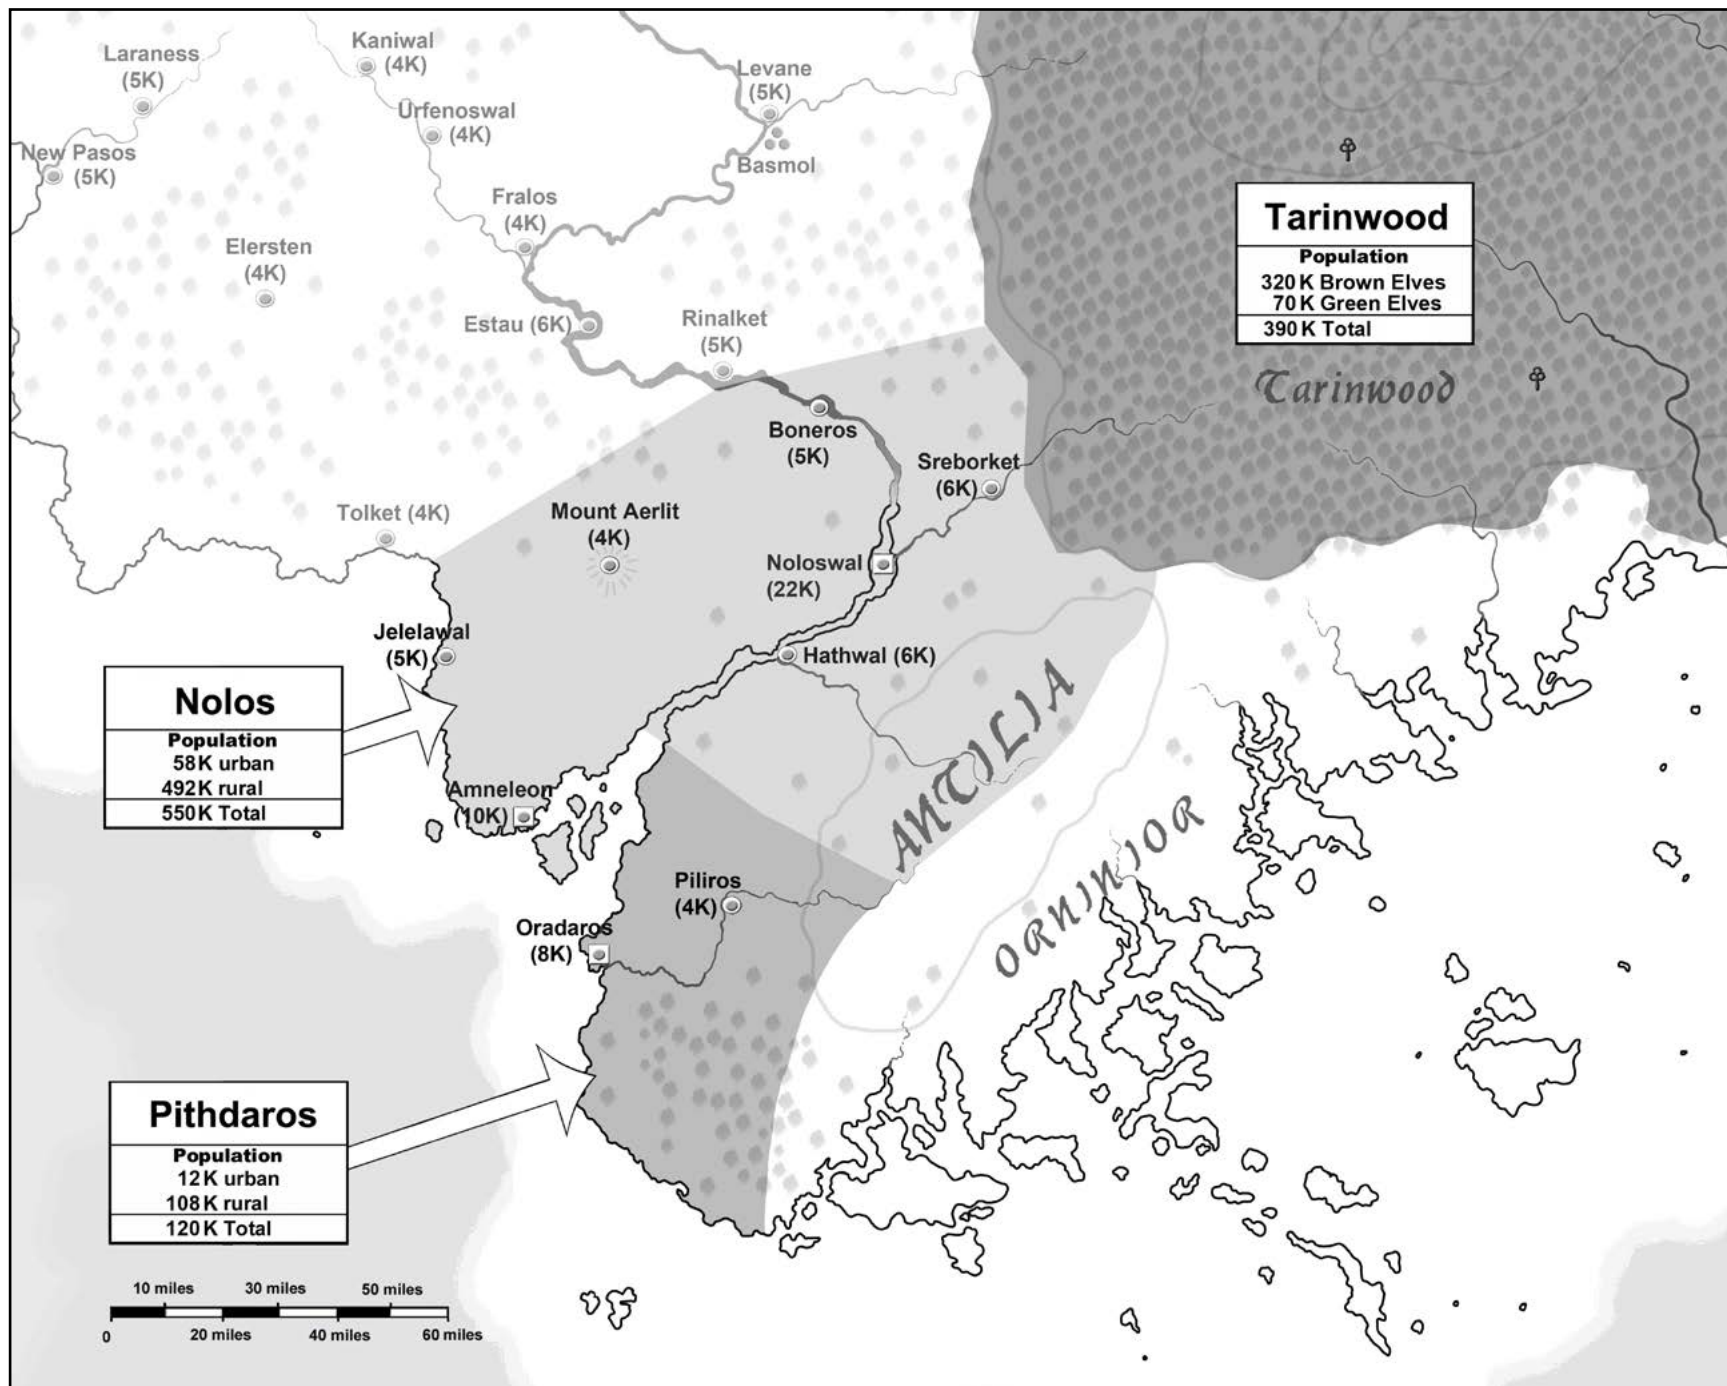 Laraness
(5K)
Kaniwal
(4K)
Urfenoswal
(4K)
Levane
(5K)
Basmol
New Pasos
(5K)
Fralos
(4K)
Elersten
(4K)
Estau (6K)
Rinalket
(5K)
Tarinwood
Population
320K Brown Elves
70K Green Elves
390K Total
Tarinwood
Boneros
(5K)
Sreborket
(6K)
Tolket (4K)
Mount Aerlit
(4K)
Noloswal
(22K)
Jelelawal
(5K)
Hathwal (6K)
Nolos
Population
58K urban
492K rural
550K Total
ANTILIA
Amneleon
(10K)
ORNINIOR
Piliros
(4K)
Oradaros
(8K)
Pithdaros
Population
12K urban
108K rural
120K Total
10 miles 30 miles 50 miles
0 20 miles 40 miles 60 miles